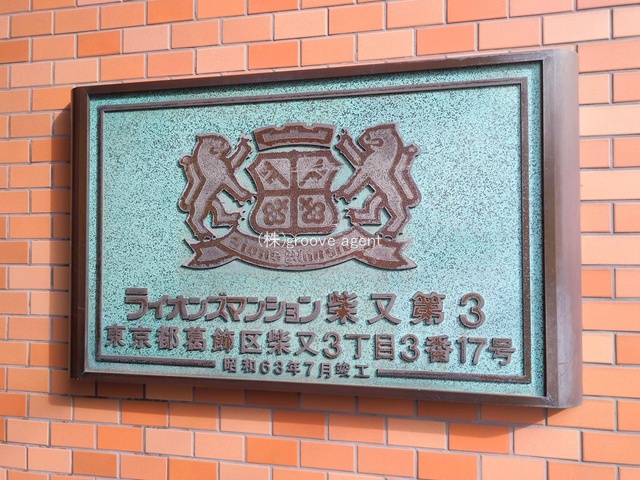 (株)groove agent
ライオンズマンション柴又第3
東京都葛飾区柴又3丁目3番17号
昭和63年7月竣工